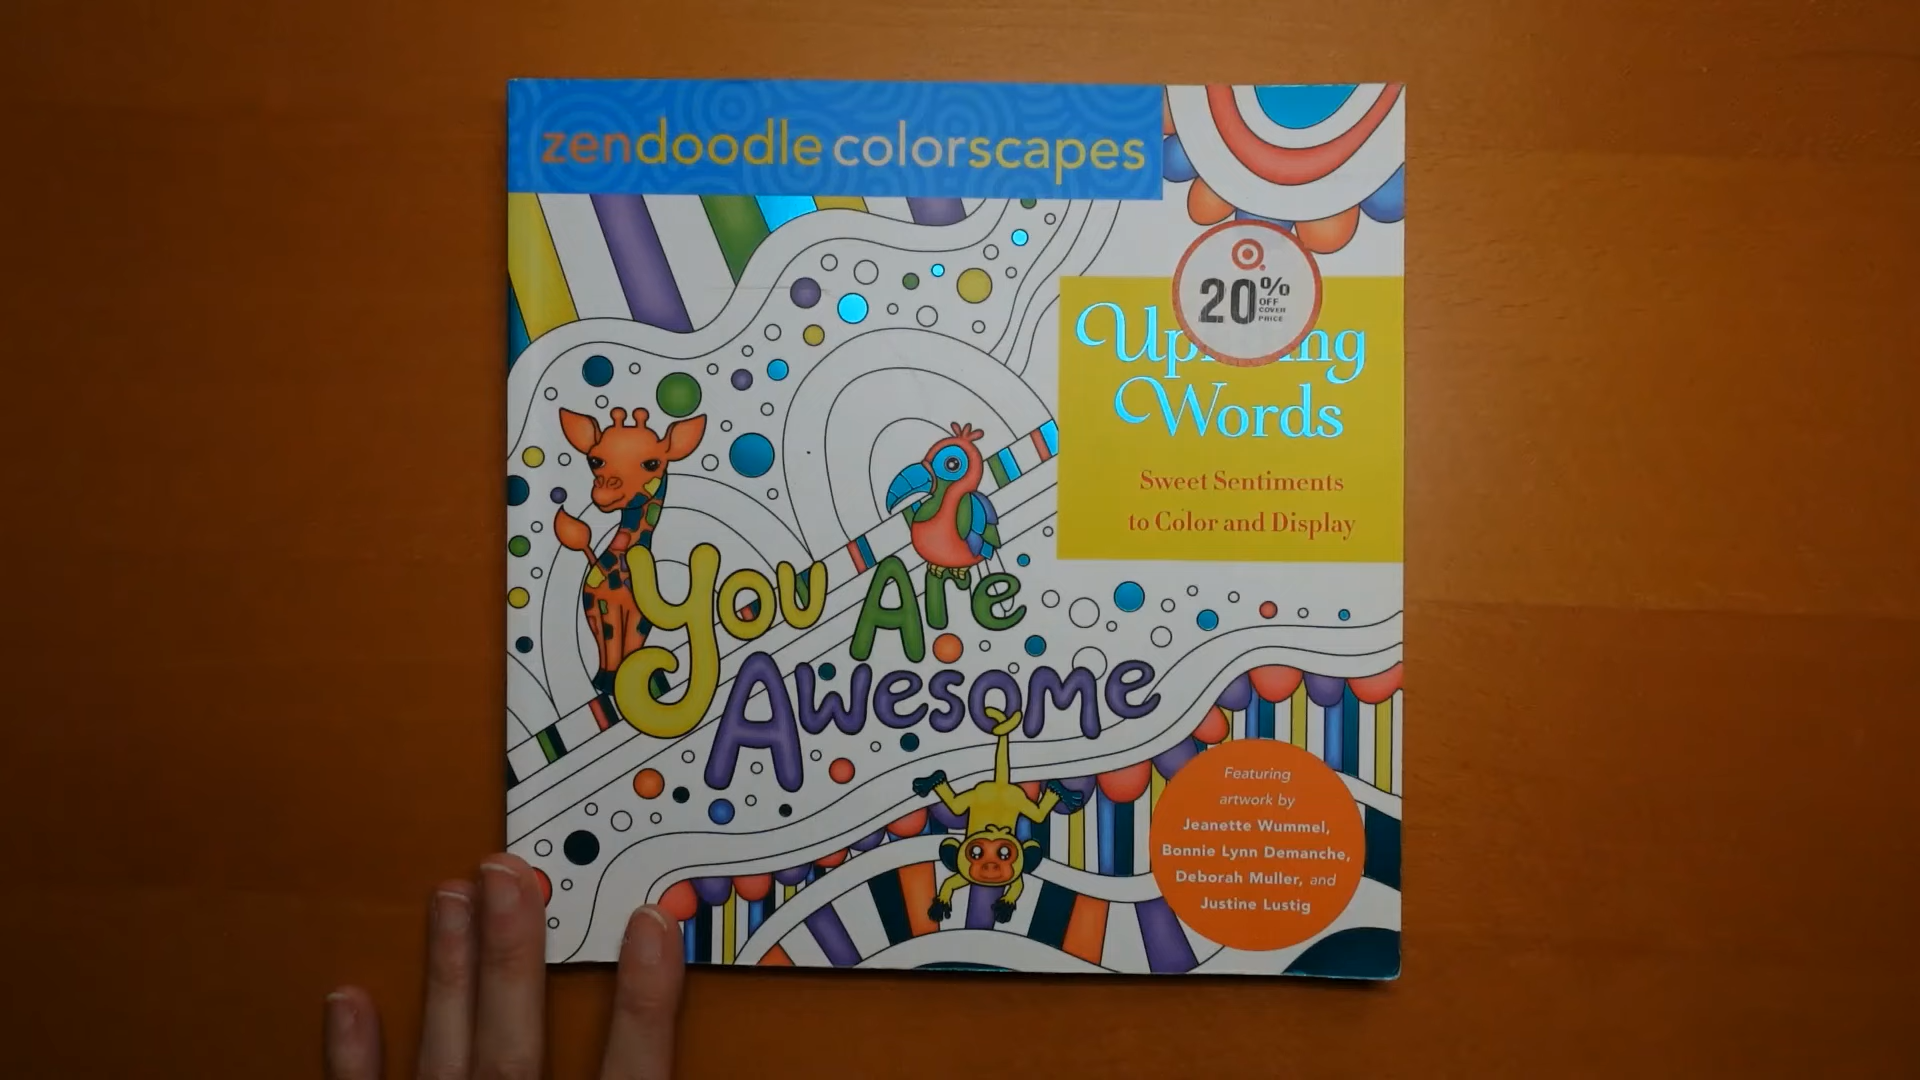 zendoodle colorscapes
20% OFF COVER PRICE
Words
Sweet Sentiments
to Color and Display
You Are
Awesome
Featuring
artwork by
Jeanette Wummel,
Bonnie Lynn Demanche,
Deborah Muller, and
Justine Lustig